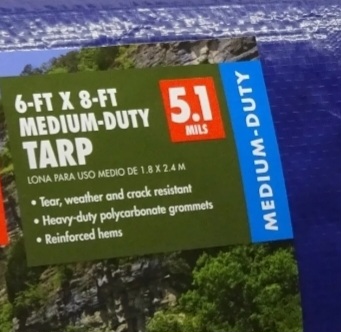 6-FT X 8-FT
MEDIUM-DUTY
TARP
LONA PARA USO MEDIO DE 1.8 X 2.4 M
• Tear, weather and crack resistant
• Heavy-duty polycarbonate grommets
• Reinforced hems
5.1
MILS
MEDIUM-DUTY